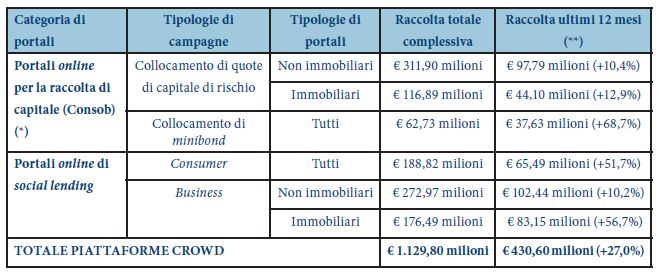 Categoria di portali | Tipologie di campagne | Tipologie di portali | Raccolta totale complessiva | Raccolta ultimi 12 mesi (**)
Portali online per la raccolta di capitale (Consob) (*) | Collocamento di quote di capitale di rischio | Non immobiliari | € 311,90 milioni | € 97,79 milioni (+10,4%)
Immobiliari | € 116,89 milioni | € 44,10 milioni (+12,9%)
Collocamento di minibond | Tutti | € 62,73 milioni | € 37,63 milioni (+68,7%)
Portali online di social lending | Consumer | Tutti | € 188,82 milioni | € 65,49 milioni (+51,7%)
Business | Non immobiliari | € 272,97 milioni | € 102,44 milioni (+10,2%)
Immobiliari | € 176,49 milioni | € 83,15 milioni (+56,7%)
TOTALE PIATTAFORME CROWD | € 1.129,80 milioni | € 430,60 milioni (+27,0%)